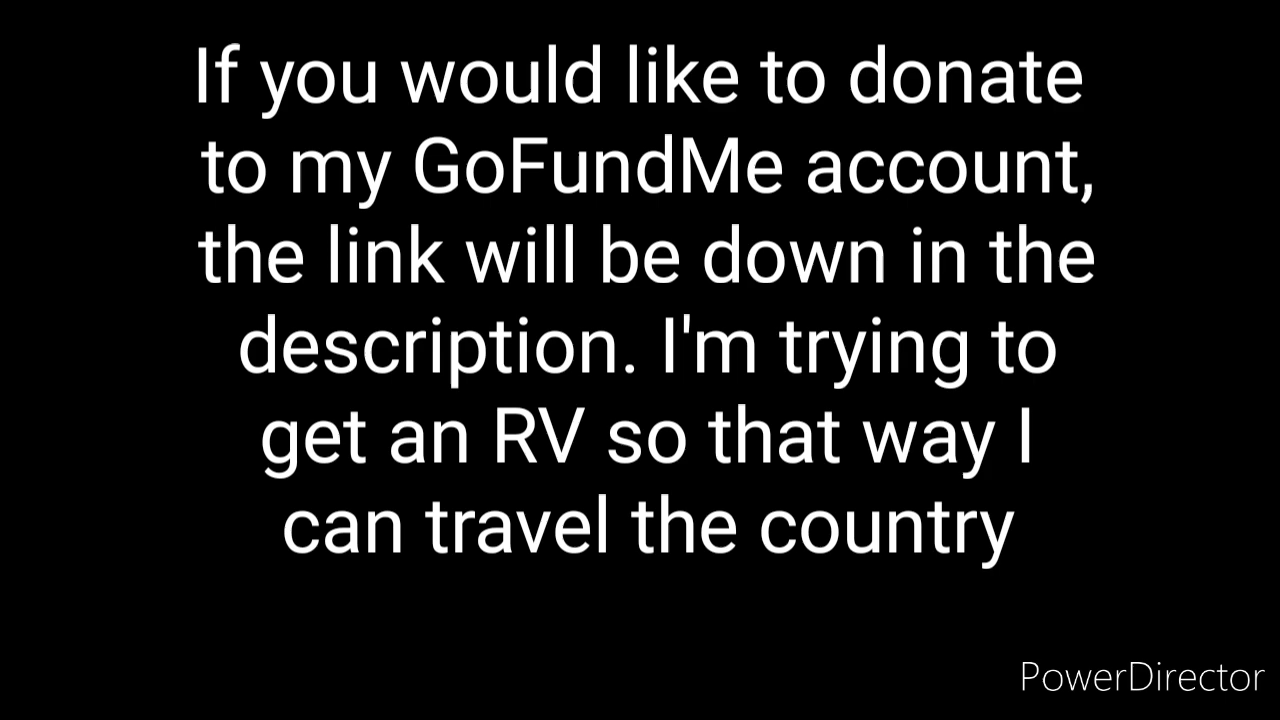 If you would like to donate
to my GoFundMe account,
the link will be down in the
description. I'm trying to
get an RV so that way I
can travel the country
PowerDirector